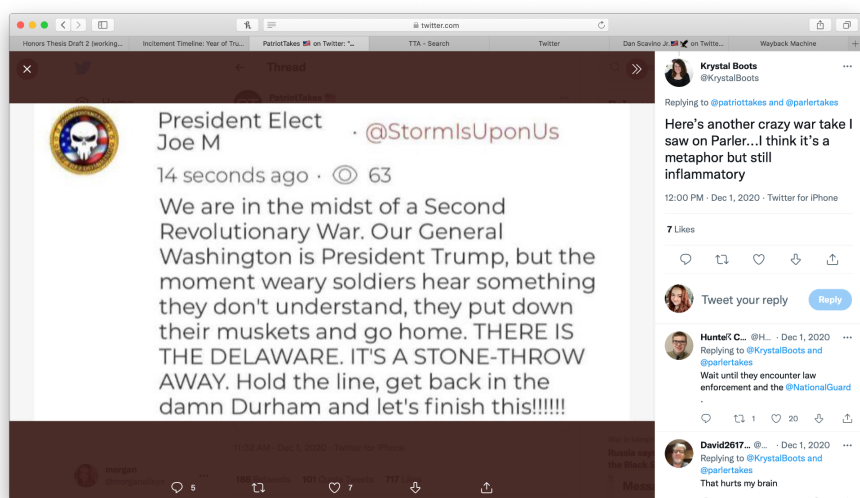 twitter.com
Honors Thesis Draft 2 (working...
Incitement Timeline: Year of Tru...
PatriotTakes 🇺🇸 on Twitter: "...
TTA - Search
Twitter
Dan Scavino Jr.🇺🇸🦅 on Twitte...
Wayback Machine
Thread
President Elect
Joe M
· @StormIsUponUs
14 seconds ago · 63
We are in the midst of a Second
Revolutionary War. Our General
Washington is President Trump, but the
moment weary soldiers hear something
they don't understand, they put down
their muskets and go home. THERE IS
THE DELAWARE. IT'S A STONE-THROW
AWAY. Hold the line, get back in the
damn Durham and let's finish this!!!!!!
11:32 AM · Dec 1, 2020 · Twitter for iPhone
101
717
morgro
5
7
Krystal Boots
@KrystalBoots
Replying to @patriottakes and @parlertakes
Here's another crazy war take I
saw on Parler...I think it's a
metaphor but still
inflammatory
12:00 PM · Dec 1, 2020 · Twitter for iPhone
7 Likes
Tweet your reply
Reply
HunteR C... @H... · Dec 1, 2020
Replying to @KrystalBoots and
@parlertakes
Wait until they encounter law
enforcement and the @NationalGuard
.
1
20
David2617... @... · Dec 1, 2020
Replying to @KrystalBoots and
@parlertakes
That hurts my brain